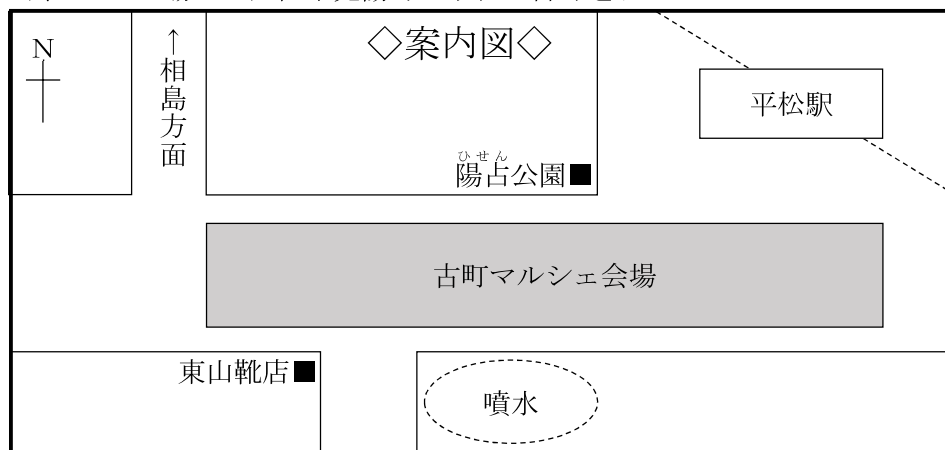 ◇案内図◇
N
↑相島方面
平松駅
ひせん
陽占公園■
古町マルシェ会場
東山靴店■
噴水